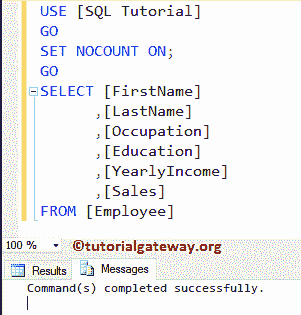 USE [SQL Tutorial]
GO
SET NOCOUNT ON;
GO
SELECT [FirstName]
,[LastName]
,[Occupation]
,[Education]
,[YearlyIncome]
,[Sales]
FROM [Employee]
100 % ©tutorialgateway.org
Results Messages
Command(s) completed successfully.